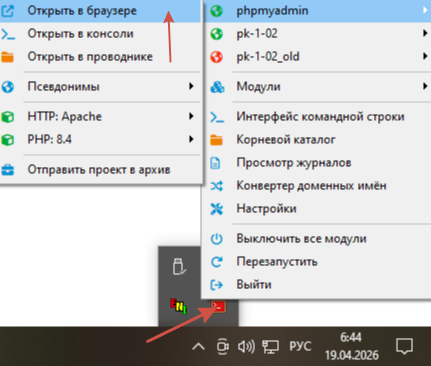 Открыть в браузере
Открыть в консоли
Открыть в проводнике
Псевдонимы
HTTP: Apache
PHP: 8.4
Отправить проект в архив
phpmyadmin
pk-1-02
pk-1-02_old
Модули
Интерфейс командной строки
Корневой каталог
Просмотр журналов
Конвертер доменных имён
Настройки
Выключить все модули
Перезапустить
Выйти
РУС
6:44
19.04.2026